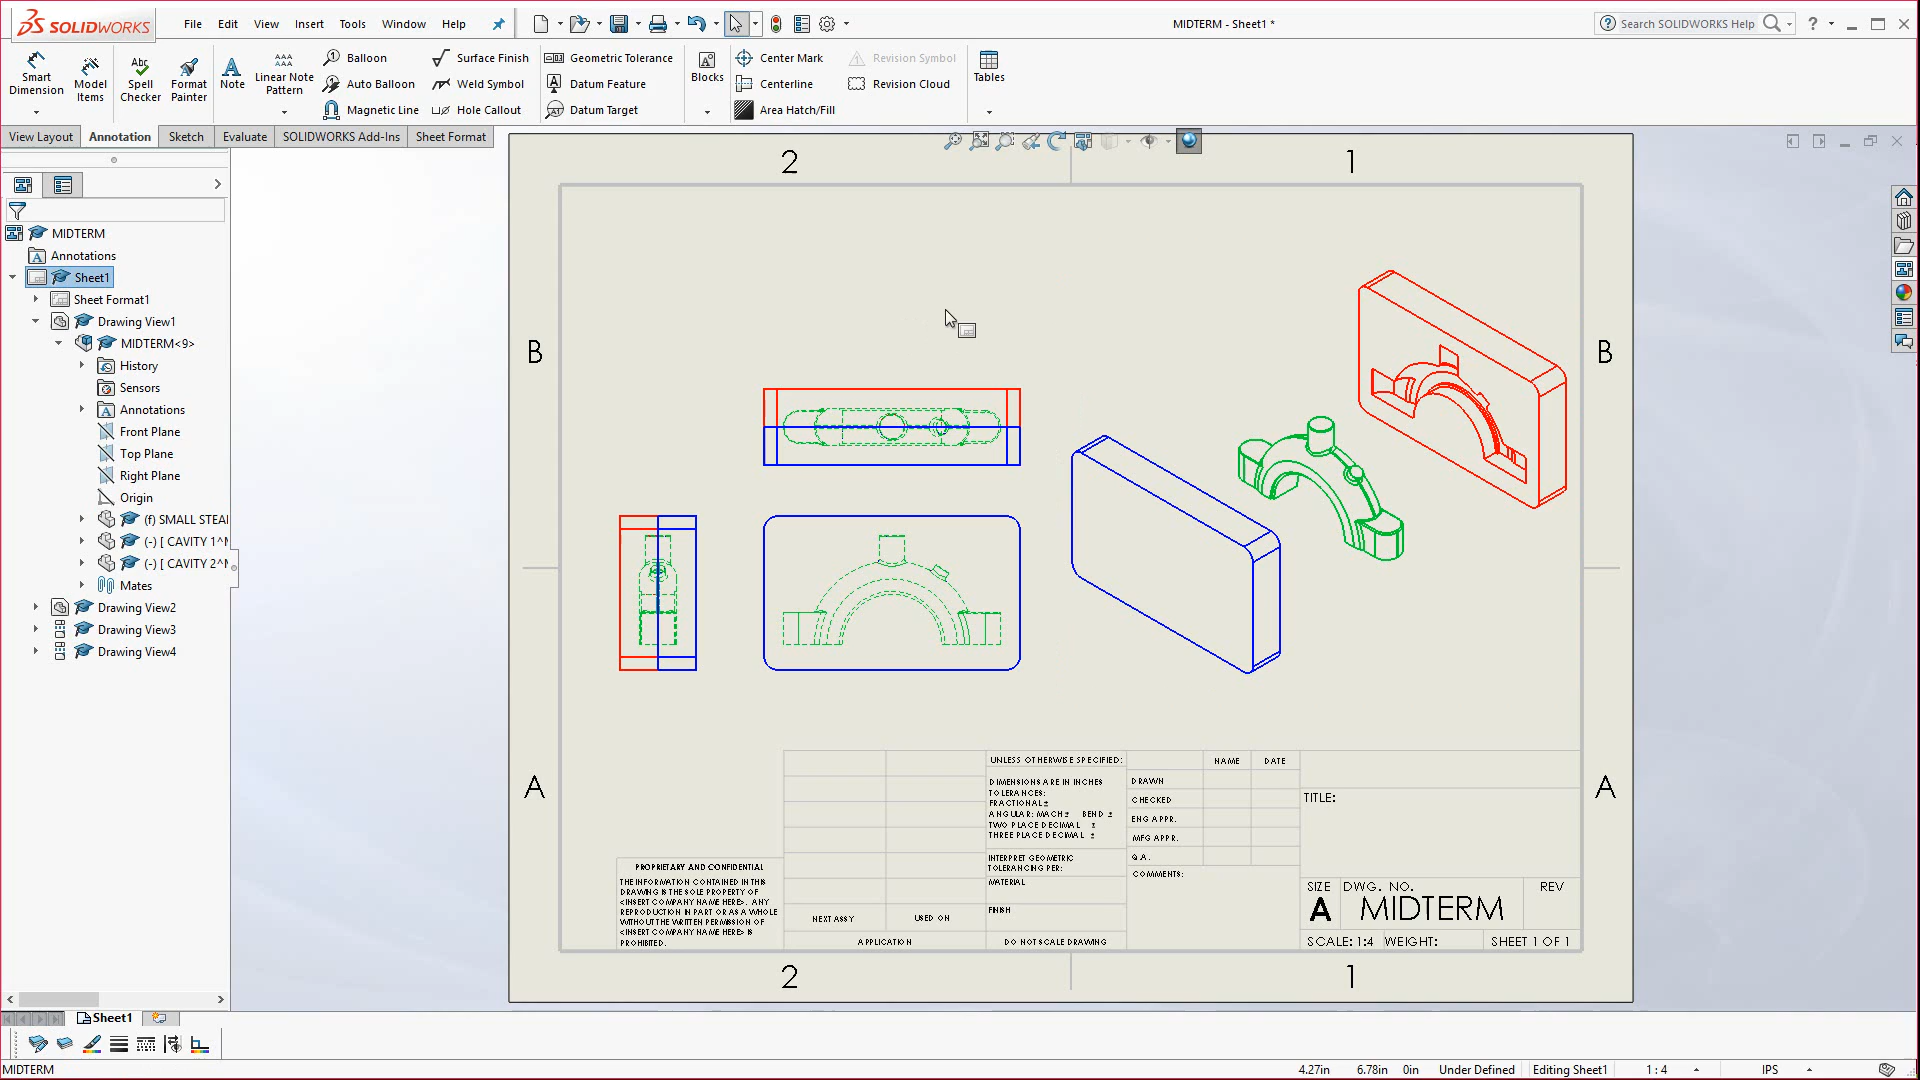 SOLIDWORKS
File Edit View Insert Tools Window Help
MIDTERM - Sheet1 *
Search SOLIDWORKS Help
Smart Dimension
Model Items
Abc
Spell Checker
Format Painter
Note
Linear Note Pattern
Balloon
Auto Balloon
Magnetic Line
Surface Finish
Weld Symbol
Hole Callout
Geometric Tolerance
Datum Feature
Datum Target
Blocks
Center Mark
Centerline
Area Hatch/Fill
Revision Symbol
Revision Cloud
Tables
View Layout Annotation Sketch Evaluate SOLIDWORKS Add-Ins Sheet Format
MIDTERM
Annotations
Sheet1
Sheet Format1
Drawing View1
MIDTERM<9>
History
Sensors
Annotations
Front Plane
Top Plane
Right Plane
Origin
(f) SMALL STEA
(-) [ CAVITY 1^M
(-) [ CAVITY 2^M
Mates
Drawing View2
Drawing View3
Drawing View4
2 1
B B
A A
2 1
PROPRIETARY AND CONFIDENTIAL
THE INFORMATION CONTAINED IN THIS
DRAWING IS THE SOLE PROPERTY OF
<INSERT COMPANY NAME HERE>. ANY
REPRODUCTION IN PART OR AS A WHOLE
WITHOUT THE WRITTEN PERMISSION OF
<INSERT COMPANY NAME HERE> IS
PROHIBITED.
NEXT ASSY USED ON
APPLICATION
UNLESS OTHERWISE SPECIFIED:
DIMENSIONS ARE IN INCHES
TOLERANCES:
FRACTIONAL±
ANGULAR: MACH± BEND ±
TWO PLACE DECIMAL ±
THREE PLACE DECIMAL ±
INTERPRET GEOMETRIC
TOLERANCING PER:
MATERIAL
FINISH
DO NOT SCALE DRAWING
NAME DATE
DRAWN
CHECKED
ENG APPR.
MFG APPR.
Q.A.
COMMENTS:
TITLE:
SIZE DWG. NO. REV
A MIDTERM
SCALE: 1:4 WEIGHT: SHEET 1 OF 1
Sheet1
MIDTERM
4.27in 6.78in 0in Under Defined Editing Sheet1 1 : 4 IPS